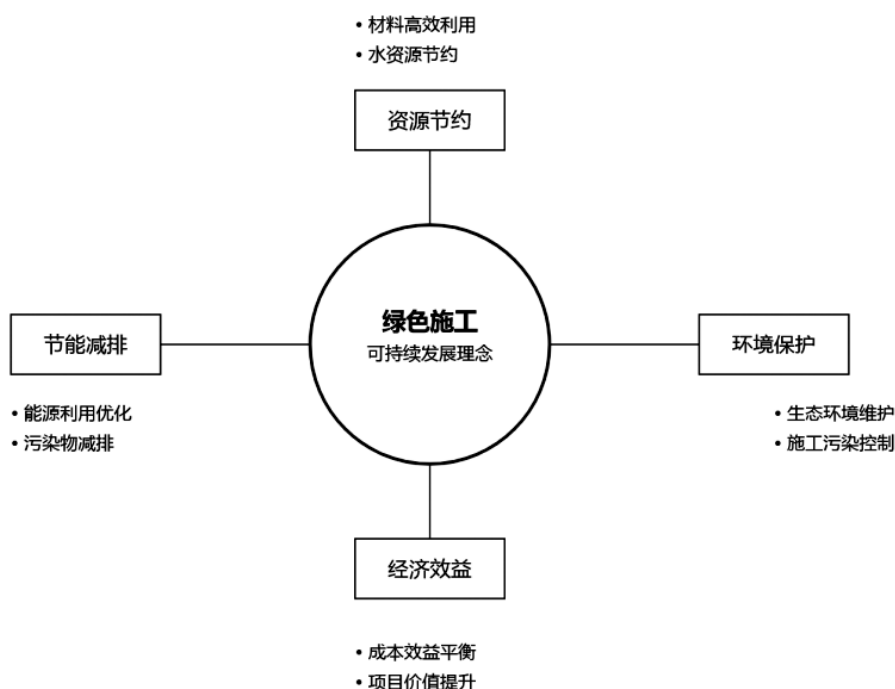 • 材料高效利用
• 水资源节约
资源节约
绿色施工
可持续发展理念
节能减排
• 能源利用优化
• 污染物减排
环境保护
• 生态环境维护
• 施工污染控制
经济效益
• 成本效益平衡
• 项目价值提升